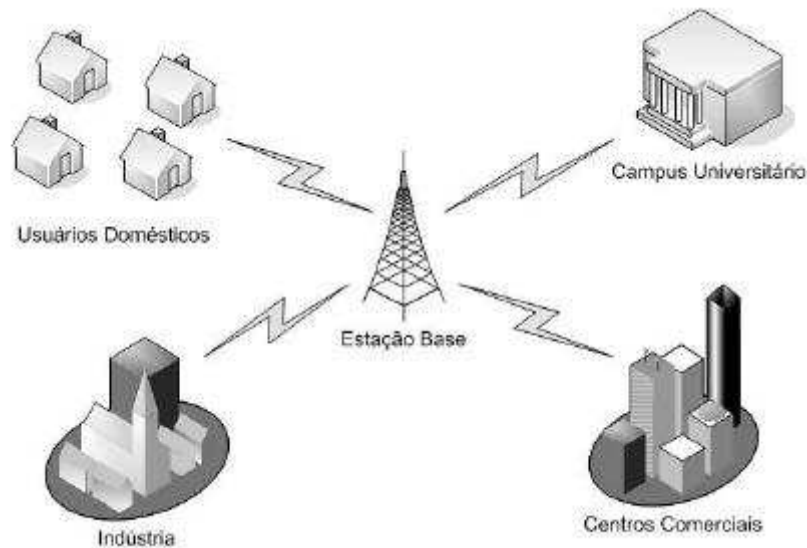 Usuários Domésticos
Campus Universitário
Estação Base
Indústria
Centros Comerciais